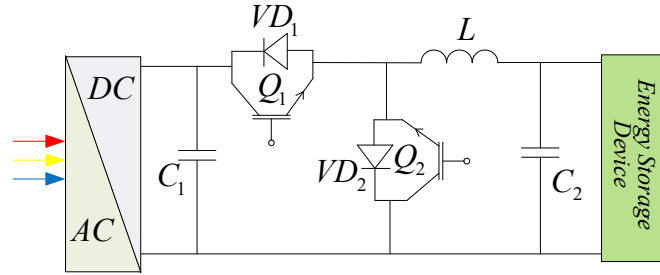 VD₁
L
DC
Q₁
C₁
VD₂
Q₂
C₂
AC
Energy Storage
Device